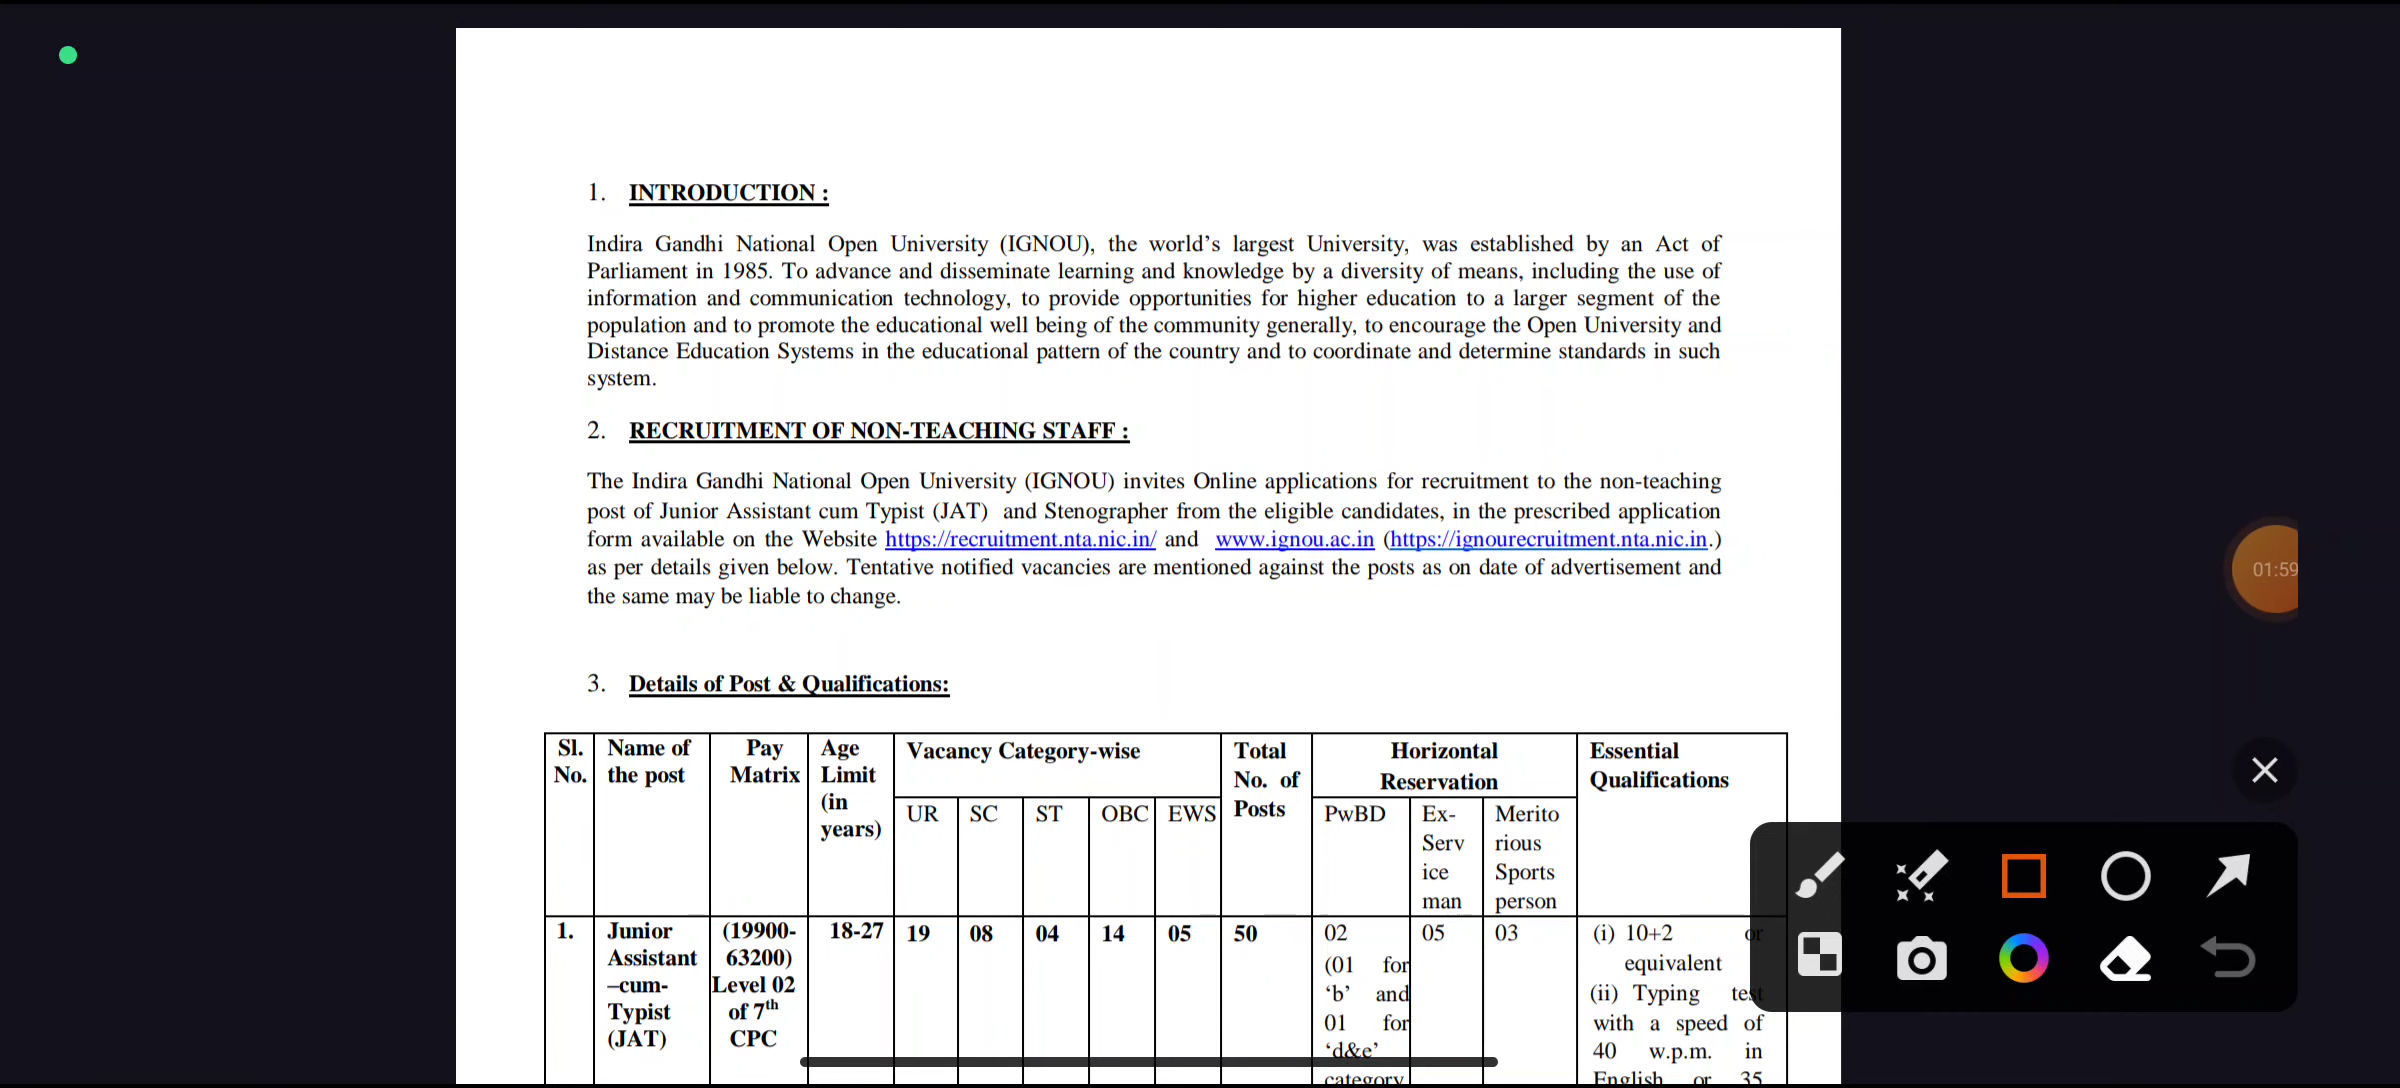 1. INTRODUCTION :
Indira Gandhi National Open University (IGNOU), the world’s largest University, was established by an Act of
Parliament in 1985. To advance and disseminate learning and knowledge by a diversity of means, including the use of
information and communication technology, to provide opportunities for higher education to a larger segment of the
population and to promote the educational well being of the community generally, to encourage the Open University and
Distance Education Systems in the educational pattern of the country and to coordinate and determine standards in such
system.
2. RECRUITMENT OF NON-TEACHING STAFF :
The Indira Gandhi National Open University (IGNOU) invites Online applications for recruitment to the non-teaching
post of Junior Assistant cum Typist (JAT) and Stenographer from the eligible candidates, in the prescribed application
form available on the Website https://recruitment.nta.nic.in/ and www.ignou.ac.in (https://ignourecruitment.nta.nic.in.)
as per details given below. Tentative notified vacancies are mentioned against the posts as on date of advertisement and
the same may be liable to change.
01:59
3. Details of Post & Qualifications:
Sl.
No.
Name of
the post
Pay
Matrix
Age
Limit
(in
years)
Vacancy Category-wise
UR SC ST OBC EWS
Total
No. of
Posts
Horizontal
Reservation
PwBD
Ex-
Serv
ice
man
Merito
rious
Sports
person
Essential
Qualifications
1.
Junior
Assistant
–cum-
Typist
(JAT)
(19900-
63200)
Level 02
of 7th
CPC
18-27
19 08 04 14 05
50
02
(01 for
‘b’ and
01 for
‘d&e’
category
05
03
(i) 10+2 or
equivalent
(ii) Typing test
with a speed of
40 w.p.m. in
English or 35